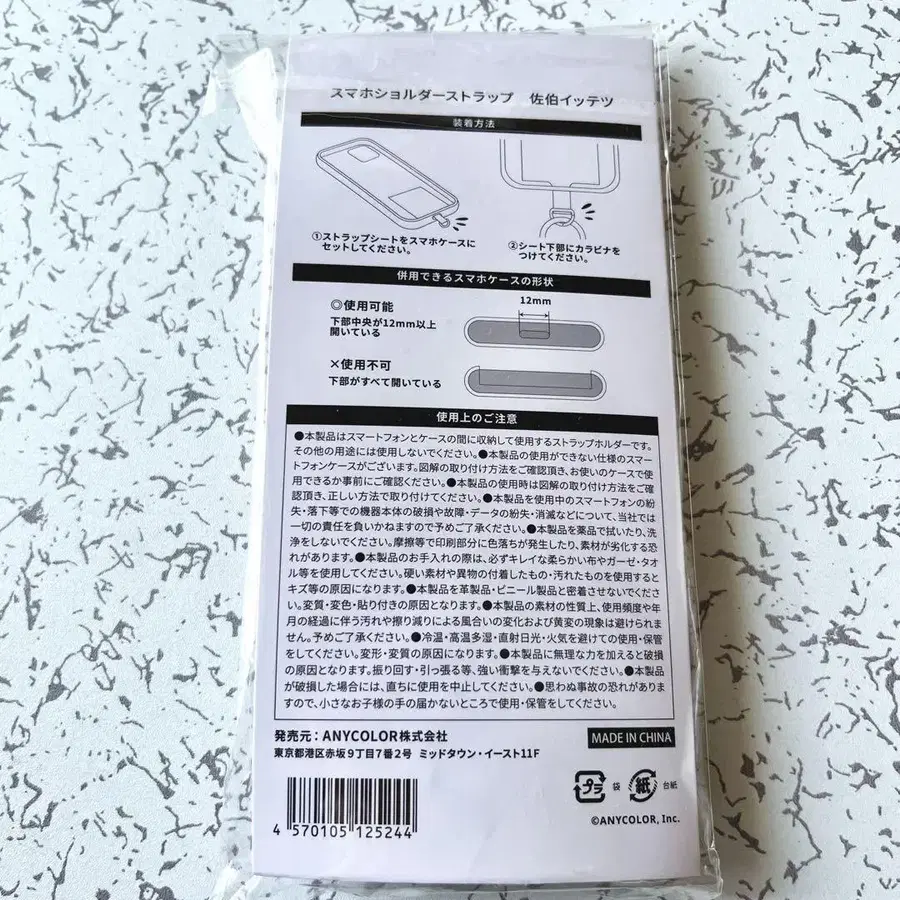 スマホショルダーストラップ 佐伯イッテツ
装着方法
①ストラップシートをスマホケースに
セットしてください。
②シート下部にカラビナを
つけてください。
併用できるスマホケースの形状
◎使用可能
下部中央が12mm以上
開いている
12mm
×使用不可
下部がすべて開いている
使用上のご注意
●本製品はスマートフォンとケースの間に収納して使用するストラップホルダーです。
その他の用途には使用しないでください。●本製品の使用ができない仕様のスマー
トフォンケースがございます。図解の取り付け方法をご確認頂き、お使いのケースで使
用できるか事前にご確認ください。●本製品の使用時は図解の取り付け方法をご確
認頂き、正しい方法で取り付けてください。●本製品を使用中のスマートフォンの紛
失・落下等での機器本体の破損や故障・データの紛失・消滅などについて、当社では
一切の責任を負いかねますので予めご了承ください。●本製品を薬品で拭いたり、洗
浄をしないでください。摩擦等で印刷部分に色落ちが発生したり、素材が劣化する恐
れがあります。●本製品のお手入れの際は、必ずキレイな柔らかい布やガーゼ・タオ
ル等を使用してください。硬い素材や異物の付着したもの・汚れたものを使用すると
キズ等の原因になります。●本製品を革製品・ビニール製品と密着させないでくださ
い。変質・変色・貼り付きの原因となります。●本製品の素材の性質上、使用頻度や年
月の経過に伴う汚れや擦り減りによる風合いの変化および黄変の現象は避けられま
せん。予めご了承ください。●冷温・高温多湿・直射日光・火気を避けての使用・保管
をしてください。変形・変質の原因になります。●本製品に無理な力を加えると破損
の原因となります。振り回す・引っ張る等、強い衝撃を与えないでください。●本製品
が破損した場合には、直ちに使用を中止してください。●思わぬ事故の恐れがありま
すので、小さなお子様の手の届かないところで使用・保管をしてください。
発売元：ANYCOLOR株式会社
東京都港区赤坂9丁目7番2号 ミッドタウン・イースト11F
MADE IN CHINA
プラ 袋 紙 台紙
©ANYCOLOR, Inc.
4 570105 125244